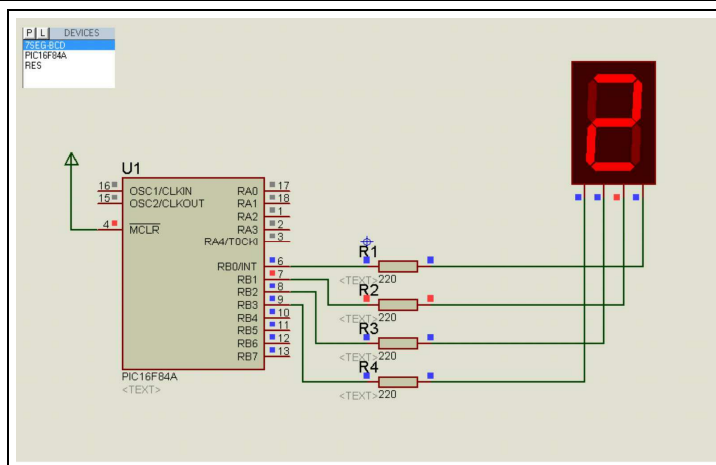 P L DEVICES
7SEG-BCD
PIC16F84A
RES
U1
16 OSC1/CLKIN RA0 17
15 OSC2/CLKOUT RA1 18
RA2 1
4 MCLR RA3 2
RA4/T0CKI 3
RB0/INT 6
RB1 7
RB2 8
RB3 9
RB4 10
RB5 11
RB6 12
RB7 13
PIC16F84A
<TEXT>
R1
<TEXT> 220
R2
<TEXT> 220
R3
<TEXT> 220
R4
<TEXT> 220
2